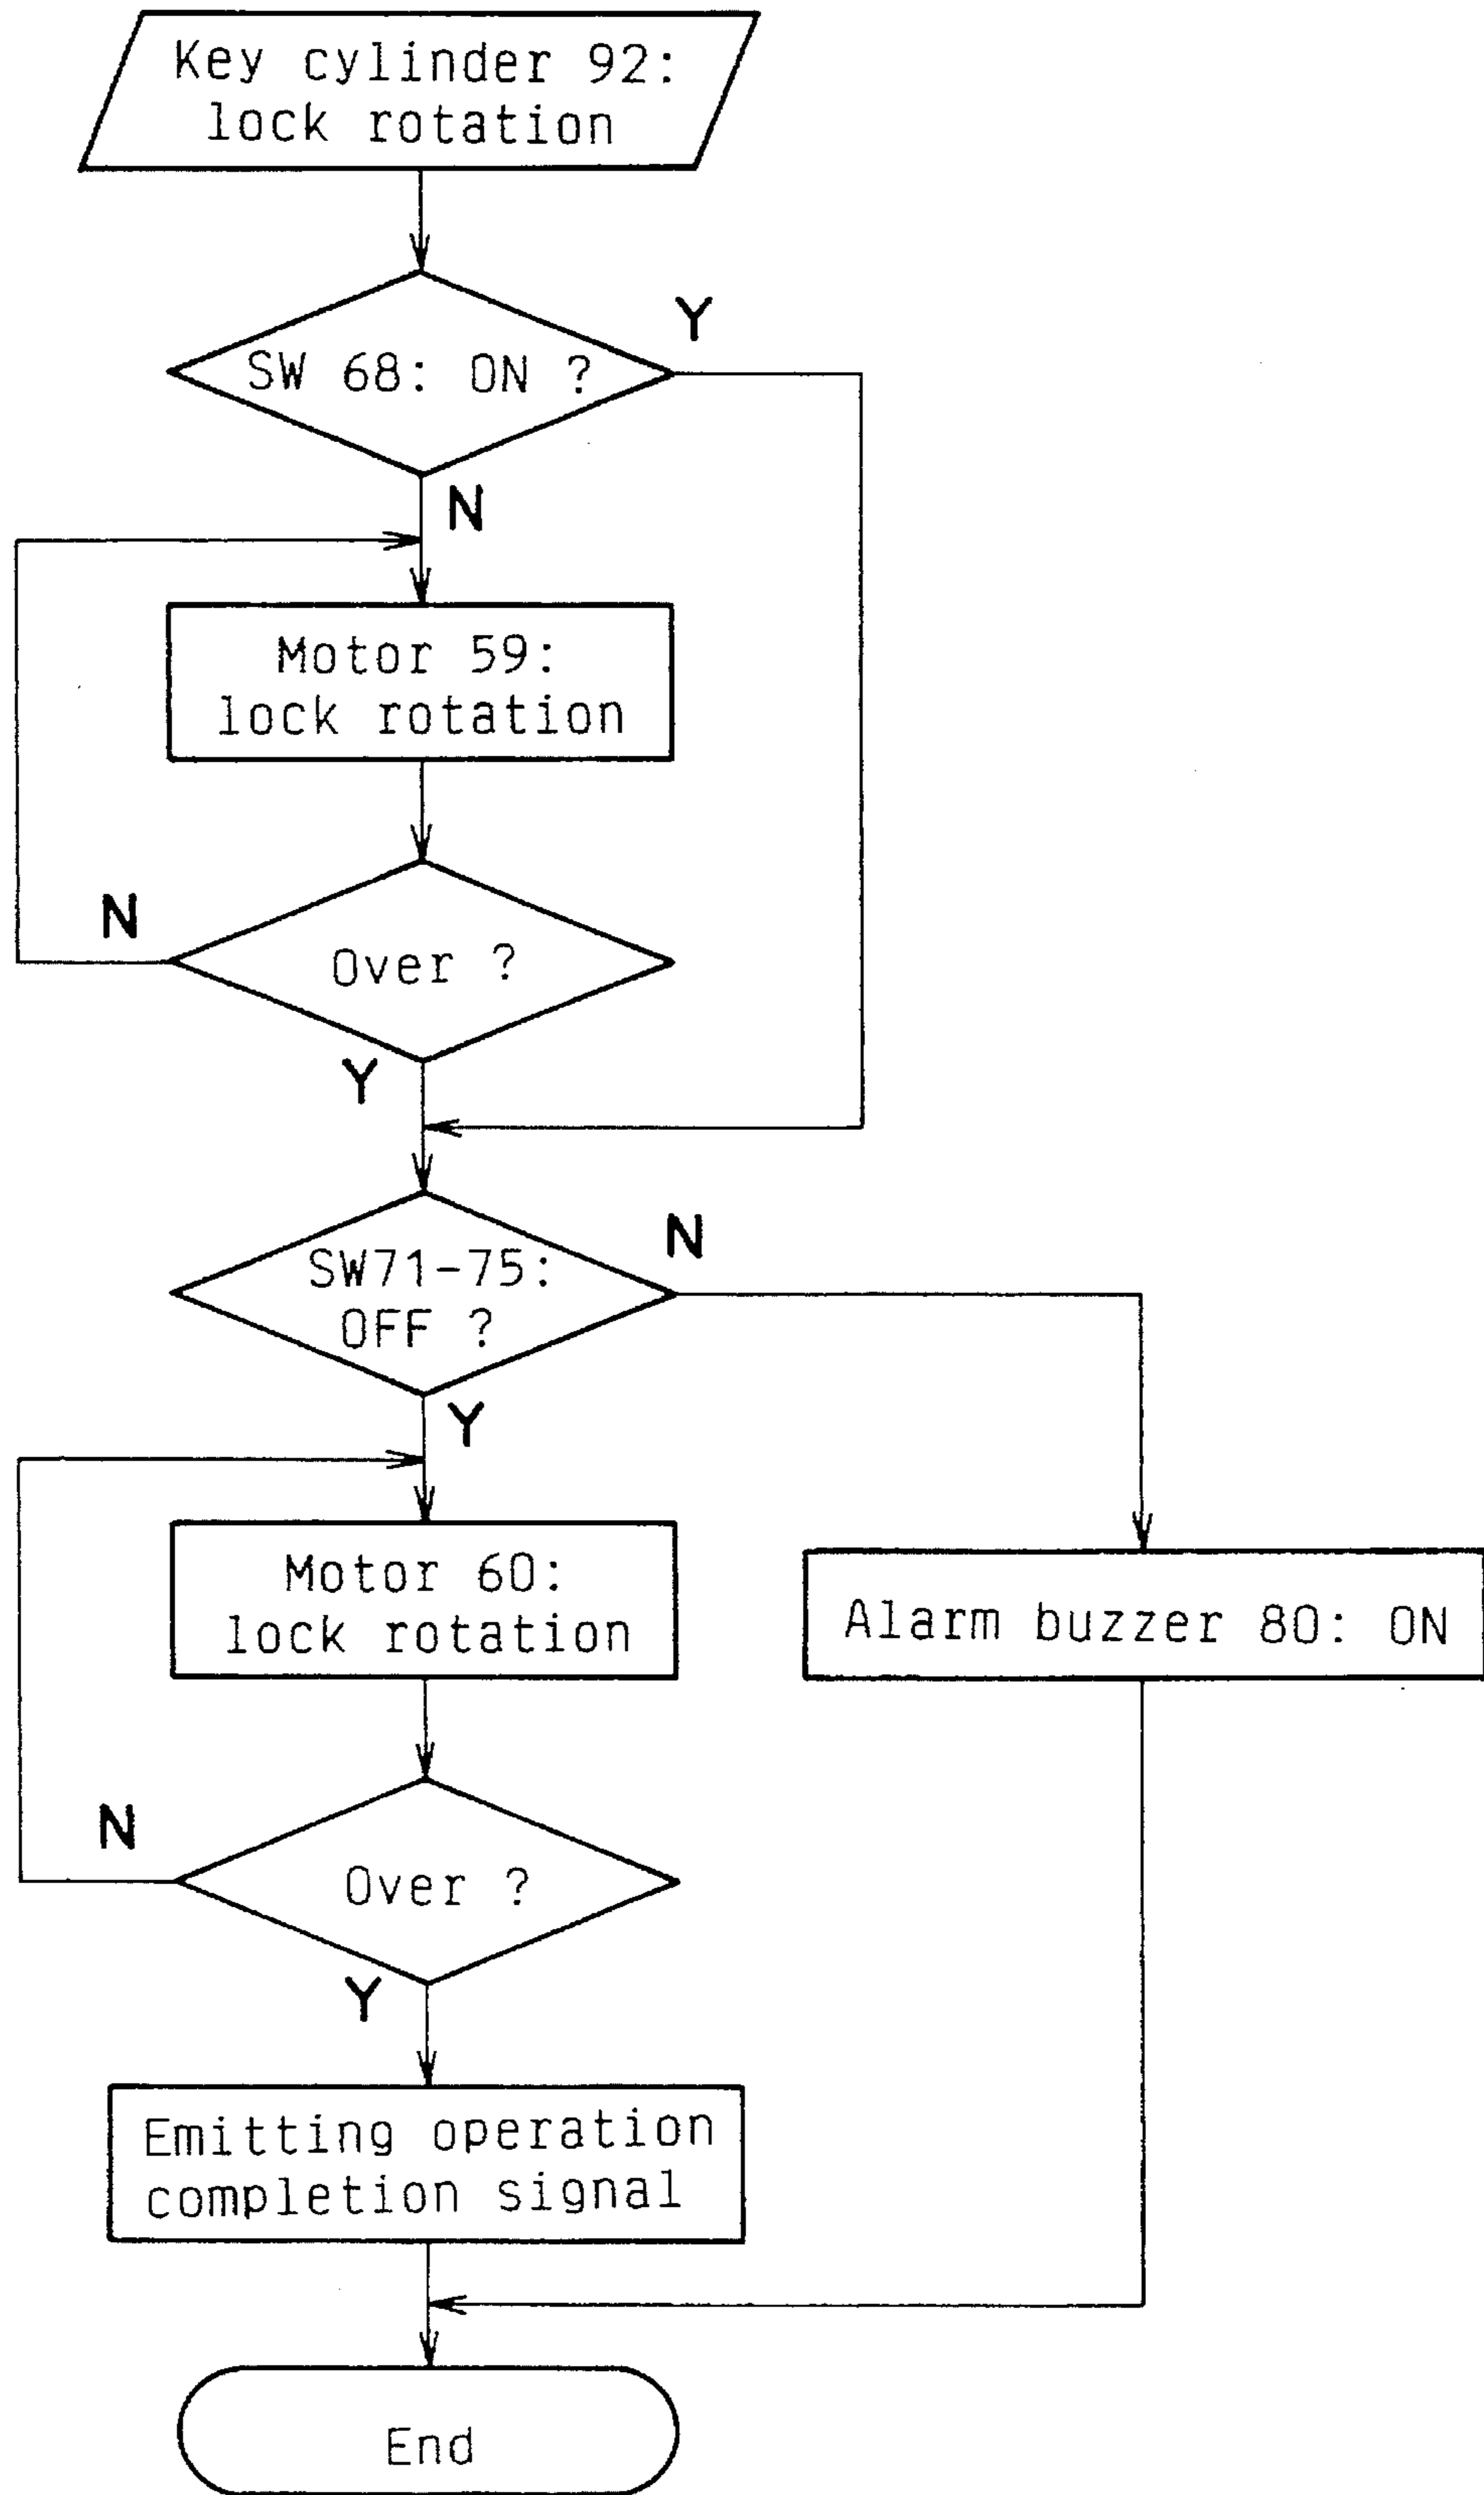 Key cylinder 92:
lock rotation
SW 68: ON ?
Y
N
Motor 59:
lock rotation
N
Over ?
Y
SW71-75:
OFF ?
N
Y
Motor 60:
lock rotation
Alarm buzzer 80: ON
N
Over ?
Y
Emitting operation
completion signal
End